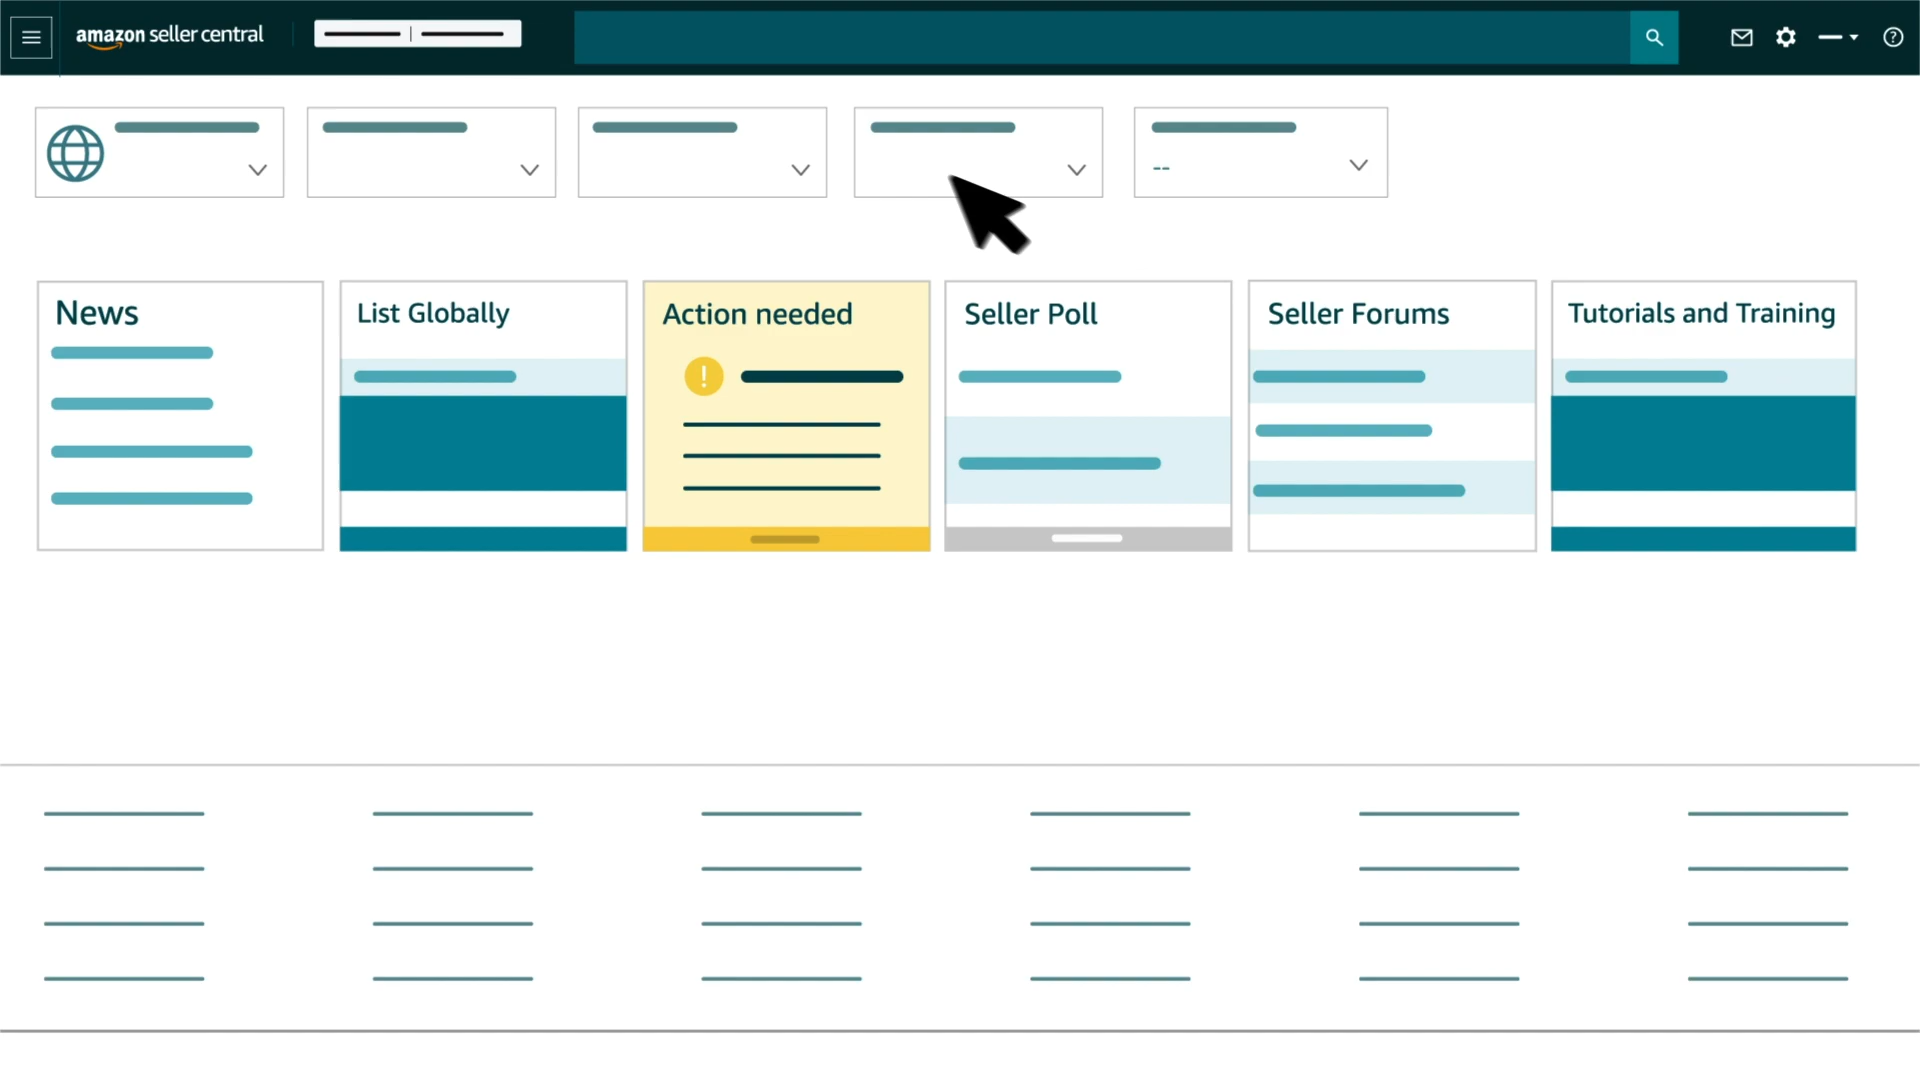 amazon seller central
--
News
List Globally
Action needed
!
Seller Poll
Seller Forums
Tutorials and Training